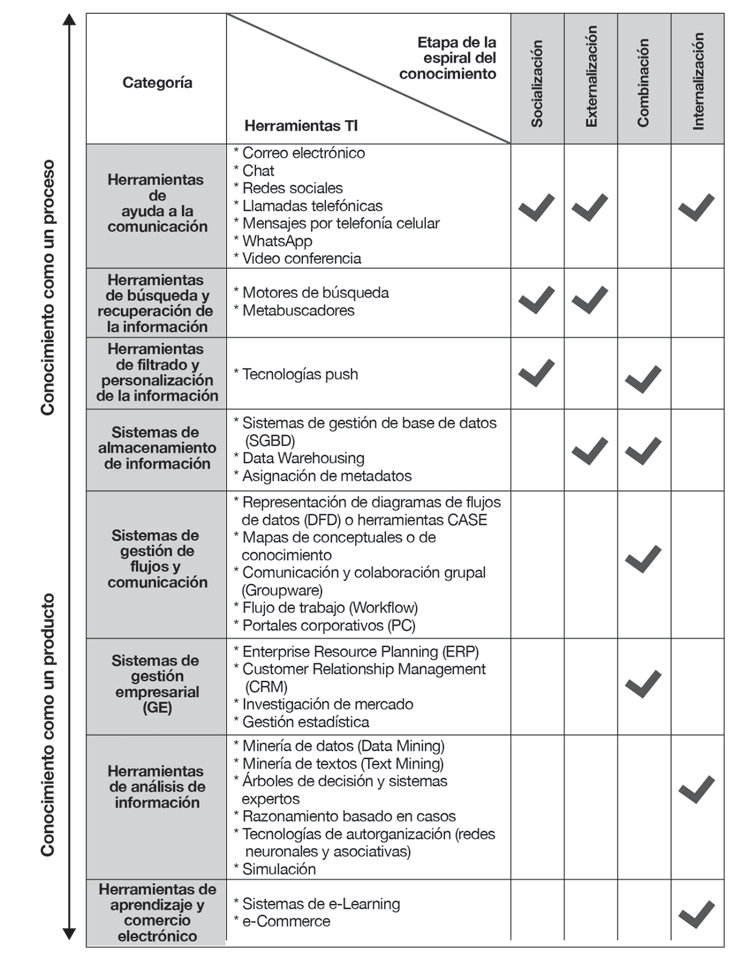 Conocimiento como un proceso
Conocimiento como un producto
Categoría
Etapa de la
espiral del
conocimiento
Herramientas TI
Socialización
Externalización
Combinación
Internalización
Herramientas
de
ayuda a la
comunicación
* Correo electrónico
* Chat
* Redes sociales
* Llamadas telefónicas
* Mensajes por telefonía celular
* WhatsApp
* Video conferencia
Herramientas
de búsqueda y
recuperación de
la información
* Motores de búsqueda
* Metabuscadores
Herramientas
de filtrado y
personalización
de la información
* Tecnologías push
Sistemas de
almacenamiento
de información
* Sistemas de gestión de base de datos
(SGBD)
* Data Warehousing
* Asignación de metadatos
Sistemas de
gestión de
flujos y
comunicación
* Representación de diagramas de flujos
de datos (DFD) o herramientas CASE
* Mapas de conceptuales o de
conocimiento
* Comunicación y colaboración grupal
(Groupware)
* Flujo de trabajo (Workflow)
* Portales corporativos (PC)
Sistemas de
gestión
empresarial
(GE)
* Enterprise Resource Planning (ERP)
* Customer Relationship Management
(CRM)
* Investigación de mercado
* Gestión estadística
Herramientas
de análisis de
información
* Minería de datos (Data Mining)
* Minería de textos (Text Mining)
* Árboles de decisión y sistemas
expertos
* Razonamiento basado en casos
* Tecnologías de autorganización (redes
neuronales y asociativas)
* Simulación
Herramientas de
aprendizaje y
comercio
electrónico
* Sistemas de e-Learning
* e-Commerce